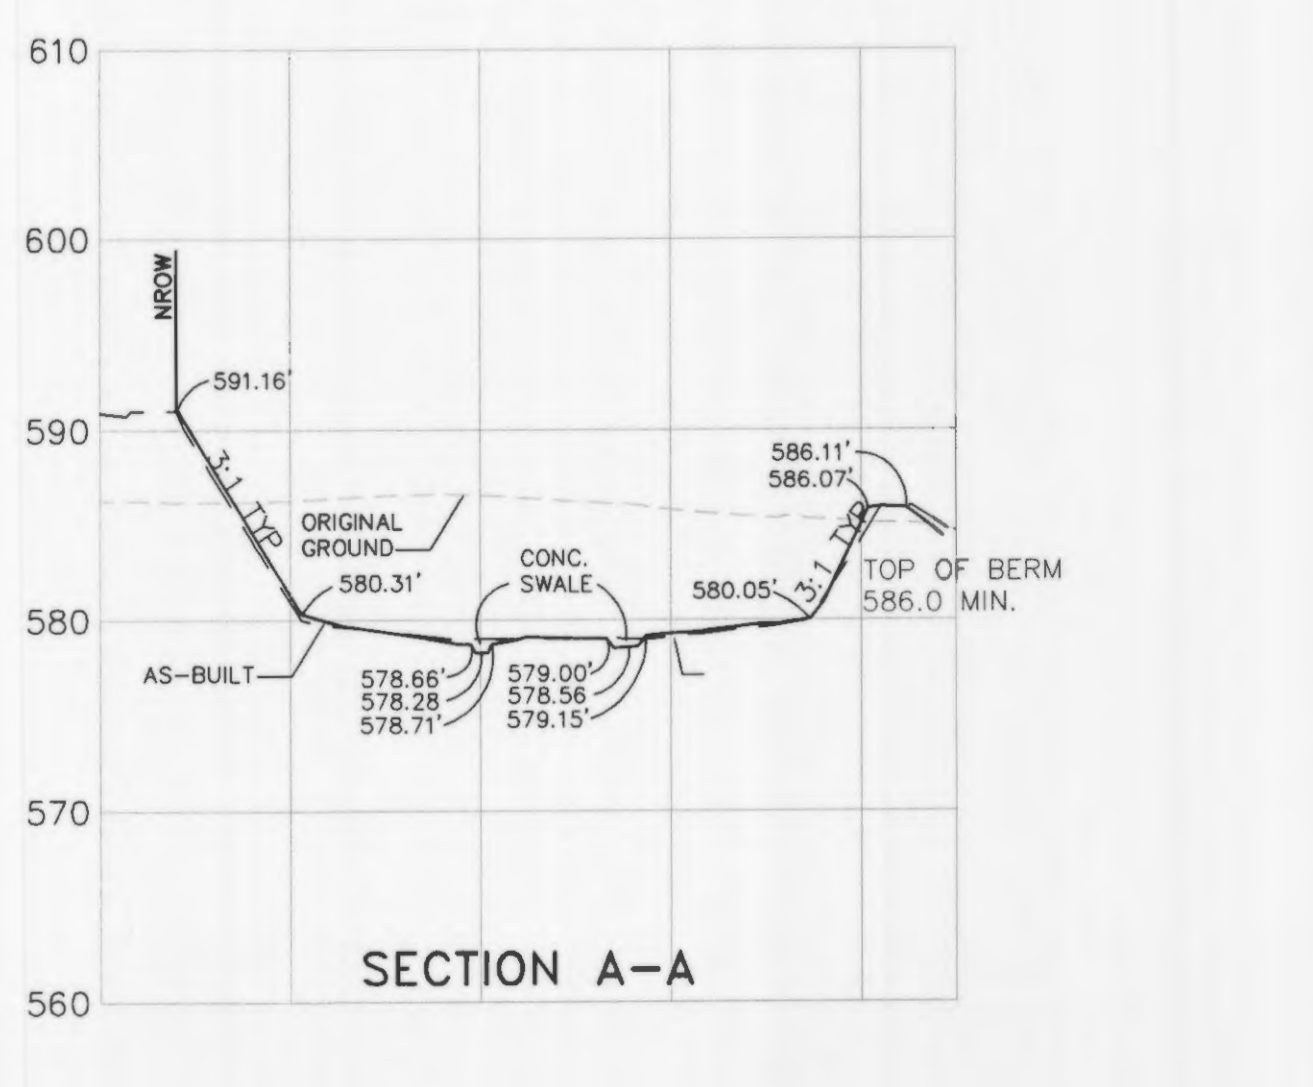 610
600
NROW
591.16'
590
3:1 TYP
586.11'
586.07'
ORIGINAL
GROUND
CONC.
SWALE
3:1 TYP
TOP OF BERM
586.0 MIN.
580.31'
580.05'
580
AS-BUILT
578.66'
578.28
578.71'
579.00'
578.56
579.15'
570
SECTION A-A
560